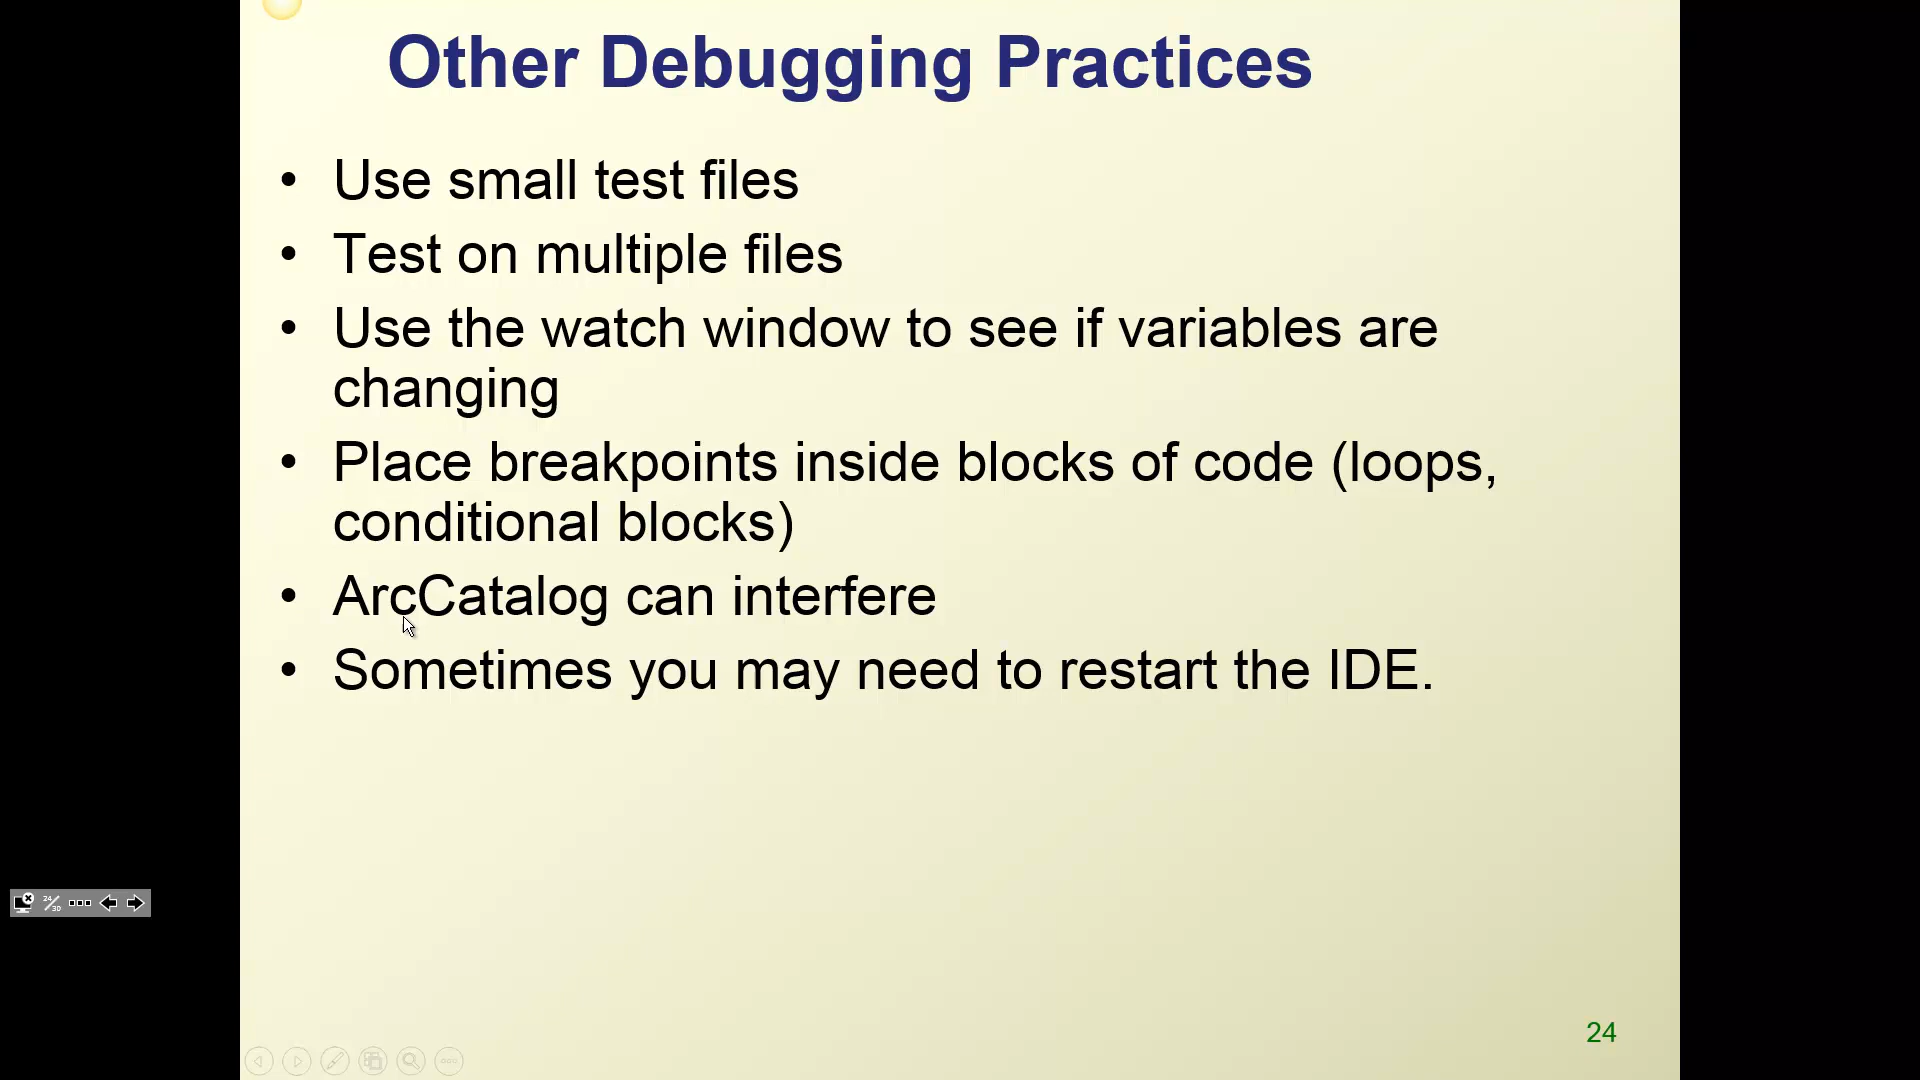 Other Debugging Practices
• Use small test files
• Test on multiple files
• Use the watch window to see if variables are
changing
• Place breakpoints inside blocks of code (loops,
conditional blocks)
• ArcCatalog can interfere
• Sometimes you may need to restart the IDE.
24/30
24